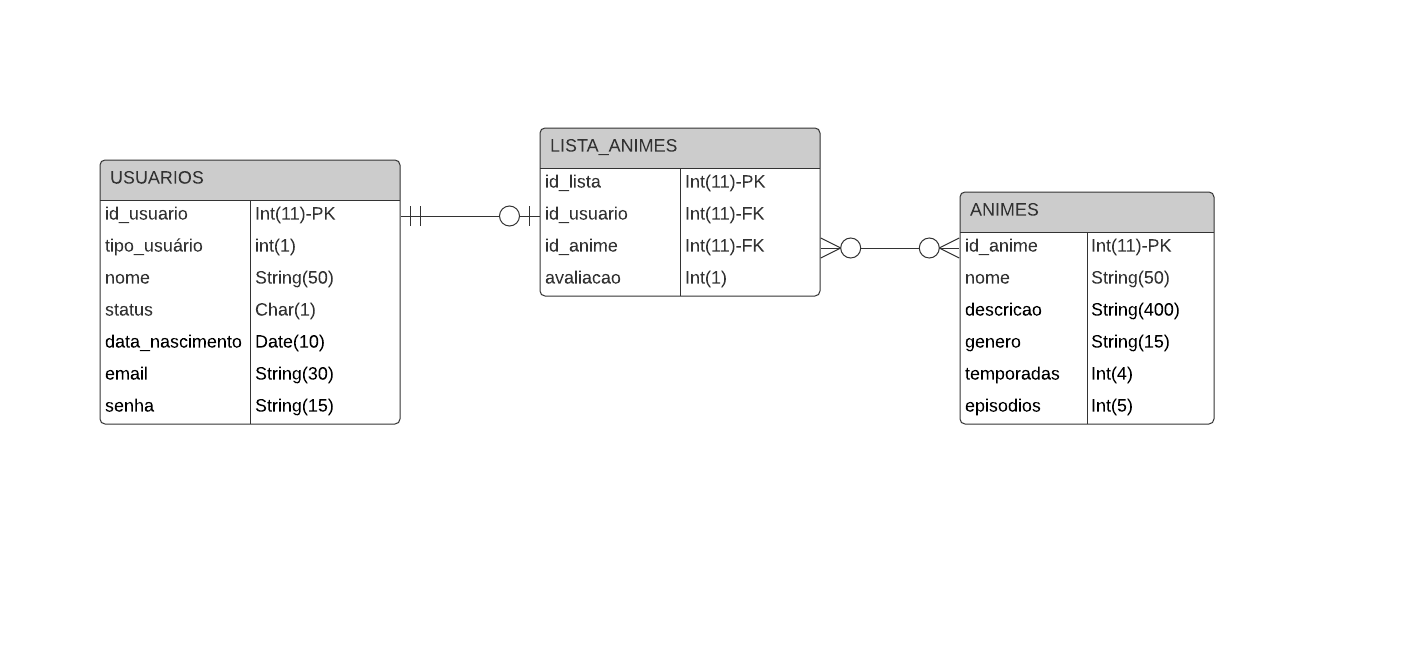 USUARIOS
id_usuario Int(11)-PK
tipo_usuário int(1)
nome String(50)
status Char(1)
data_nascimento Date(10)
email String(30)
senha String(15)
LISTA_ANIMES
id_lista Int(11)-PK
id_usuario Int(11)-FK
id_anime Int(11)-FK
avaliacao Int(1)
ANIMES
id_anime Int(11)-PK
nome String(50)
descricao String(400)
genero String(15)
temporadas Int(4)
episodios Int(5)